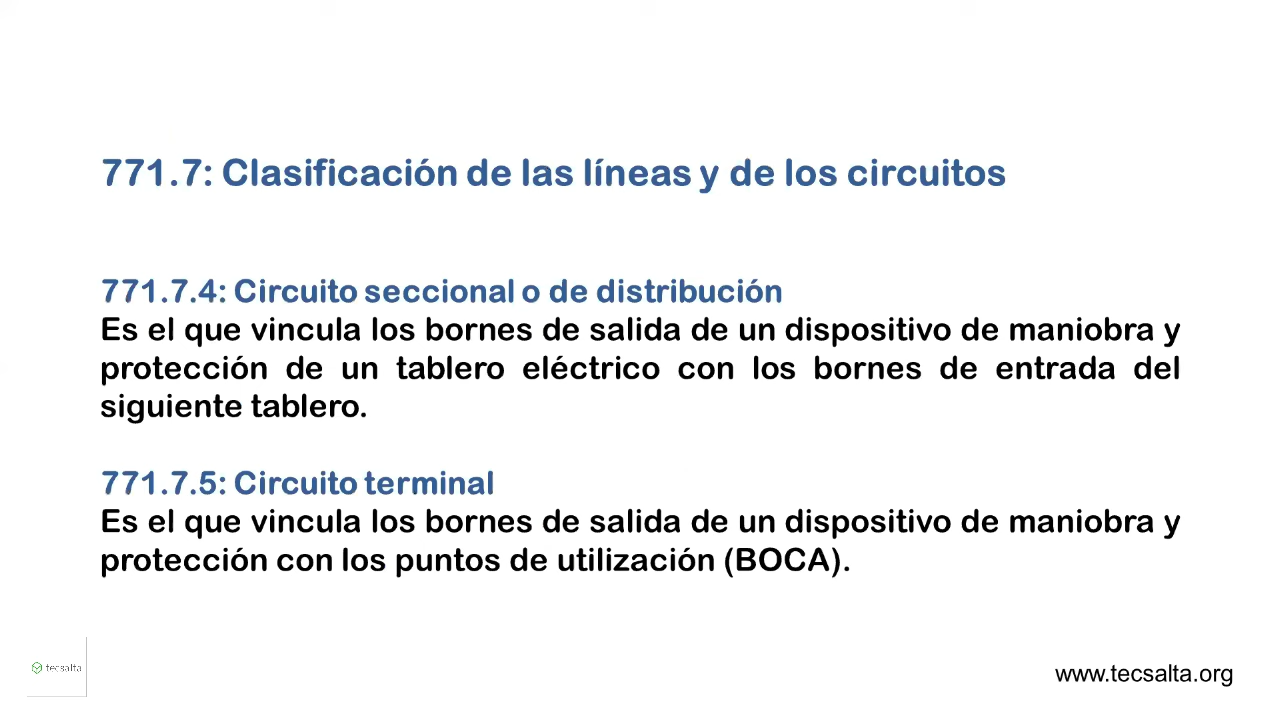 771.7: Clasificación de las líneas y de los circuitos
771.7.4: Circuito seccional o de distribución
Es el que vincula los bornes de salida de un dispositivo de maniobra y
protección de un tablero eléctrico con los bornes de entrada del
siguiente tablero.
771.7.5: Circuito terminal
Es el que vincula los bornes de salida de un dispositivo de maniobra y
protección con los puntos de utilización (BOCA).
tecsalta
www.tecsalta.org